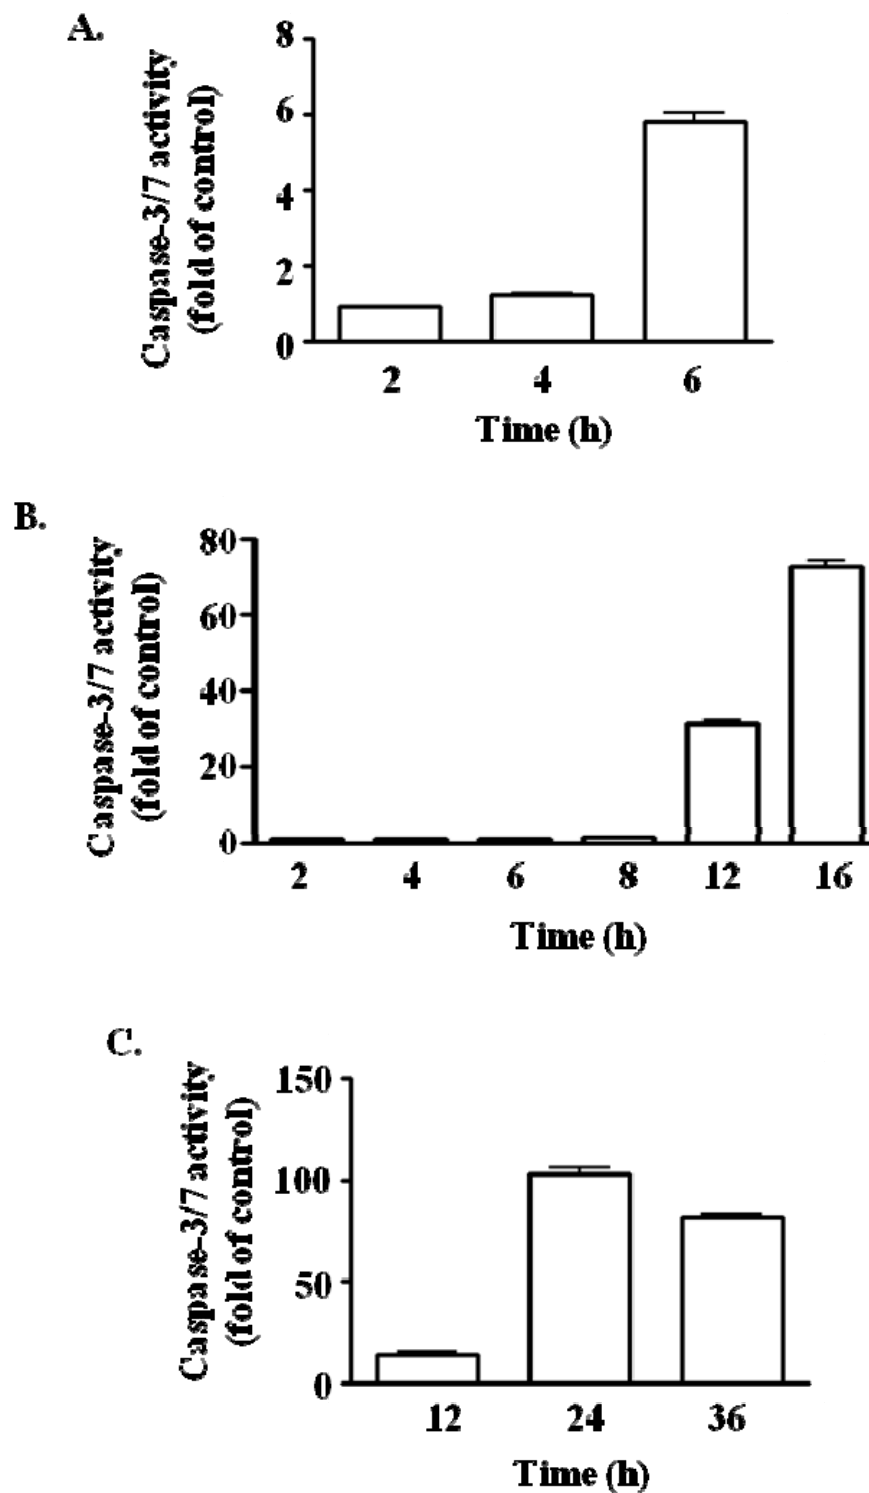 A.
Caspase-3/7 activity
(fold of control)
8
6
4
2
0
2 4 6
Time (h)
B.
Caspase-3/7 activity
(fold of control)
80
60
40
20
0
2 4 6 8 12 16
Time (h)
C.
Caspase-3/7 activity
(fold of control)
150
100
50
0
12 24 36
Time (h)